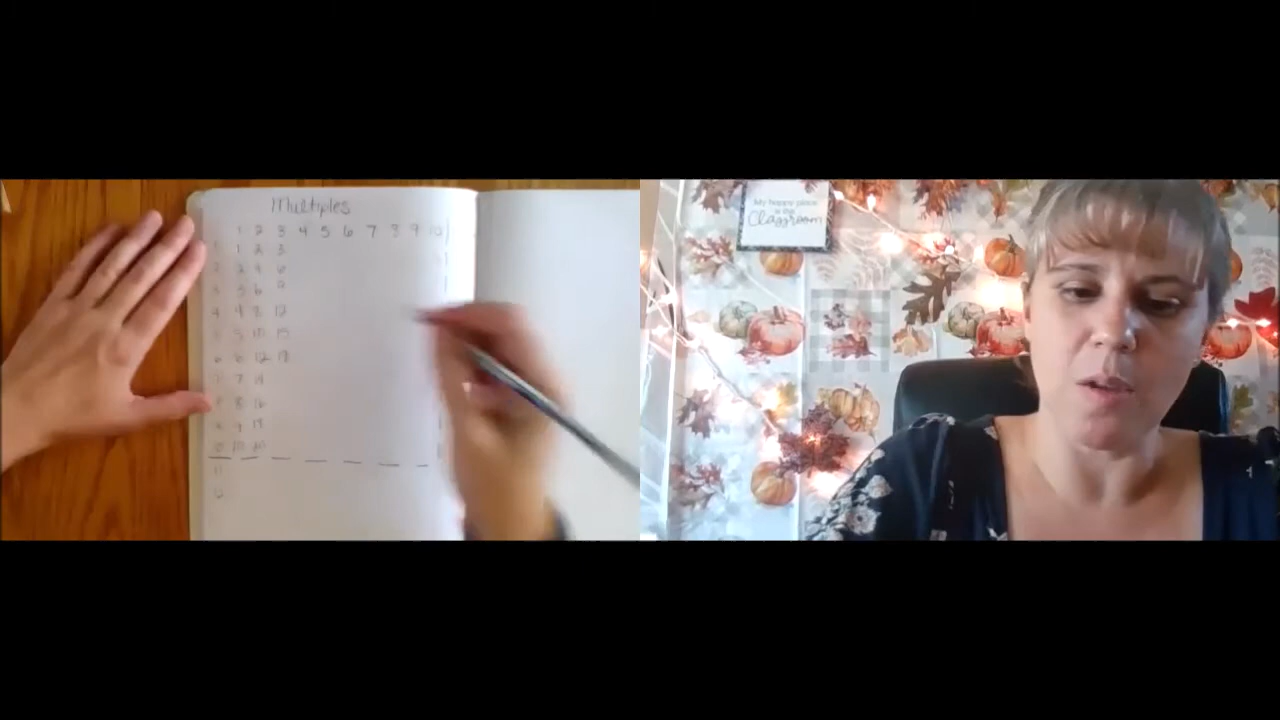 Multiples
1 2 3 4 5 6 7 8 9 10
1 1 2 3
2 2 4 6
3 3 6 9
4 4 8 12
5 5 10 15
6 6 12 18
7 7 14
8 8 16
9 9
10 10 20
11
12
My happy place
is the
Classroom